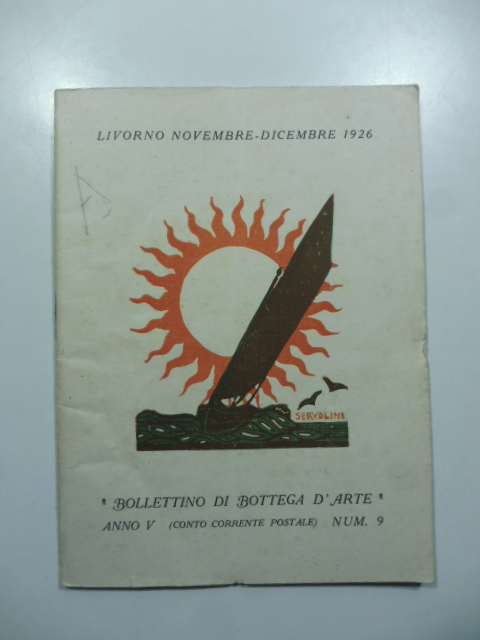 LIVORNO NOVEMBRE-DICEMBRE 1926
SERVOLINI
" BOLLETTINO DI BOTTEGA D'ARTE "
ANNO V (CONTO CORRENTE POSTALE) NUM. 9